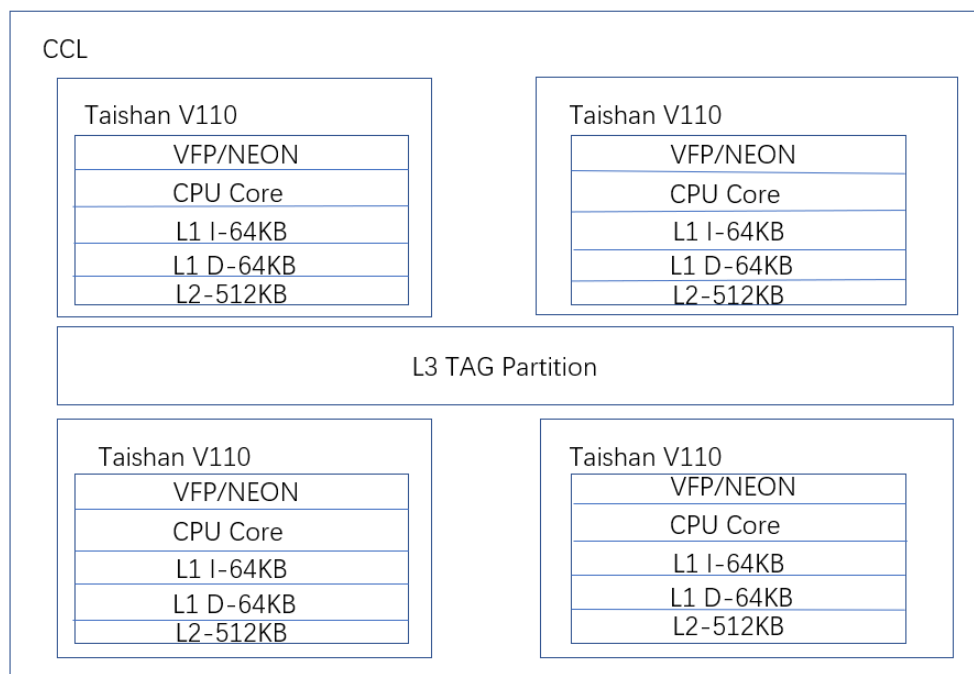 CCL
Taishan V110
VFP/NEON
CPU Core
L1 I-64KB
L1 D-64KB
L2-512KB
Taishan V110
VFP/NEON
CPU Core
L1 I-64KB
L1 D-64KB
L2-512KB
L3 TAG Partition
Taishan V110
VFP/NEON
CPU Core
L1 I-64KB
L1 D-64KB
L2-512KB
Taishan V110
VFP/NEON
CPU Core
L1 I-64KB
L1 D-64KB
L2-512KB